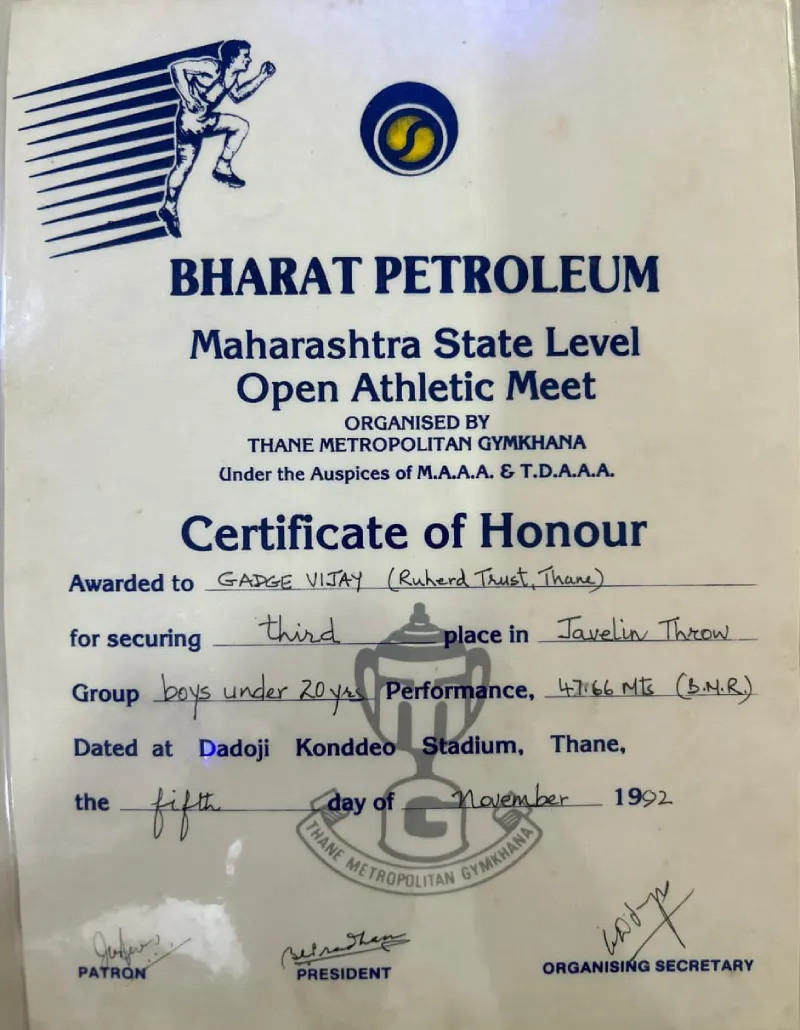 BHARAT PETROLEUM
Maharashtra State Level
Open Athletic Meet
ORGANISED BY
THANE METROPOLITAN GYMKHANA
Under the Auspices of M.A.A.A. & T.D.A.A.A.
Certificate of Honour
Awarded to GADGE VIJAY (Ruherd Trust, Thane)
for securing third place in Javelin Throw
Group boys under 20 yrs Performance, 47.66 Mts (B.M.R.)
Dated at Dadoji Konddeo Stadium, Thane,
the fifth day of November 1992
G
THANE METROPOLITAN GYMKHANA
PATRON
PRESIDENT
ORGANISING SECRETARY